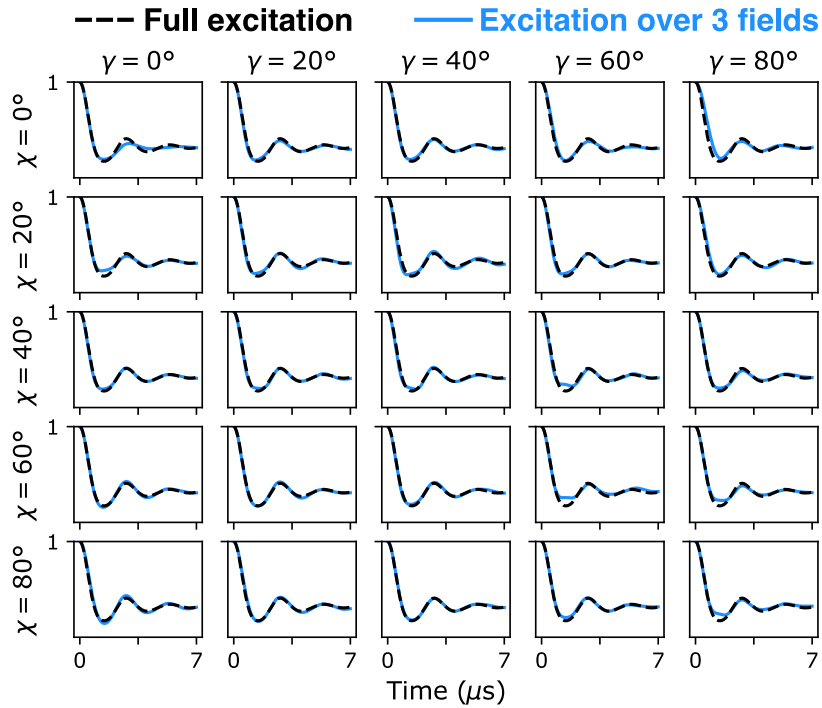 Full excitation Excitation over 3 fields
γ = 0° γ = 20° γ = 40° γ = 60° γ = 80°
1
χ = 0°
1
χ = 20°
1
χ = 40°
1
χ = 60°
1
χ = 80°
0 7 0 7 0 7 0 7 0 7
Time (μs)